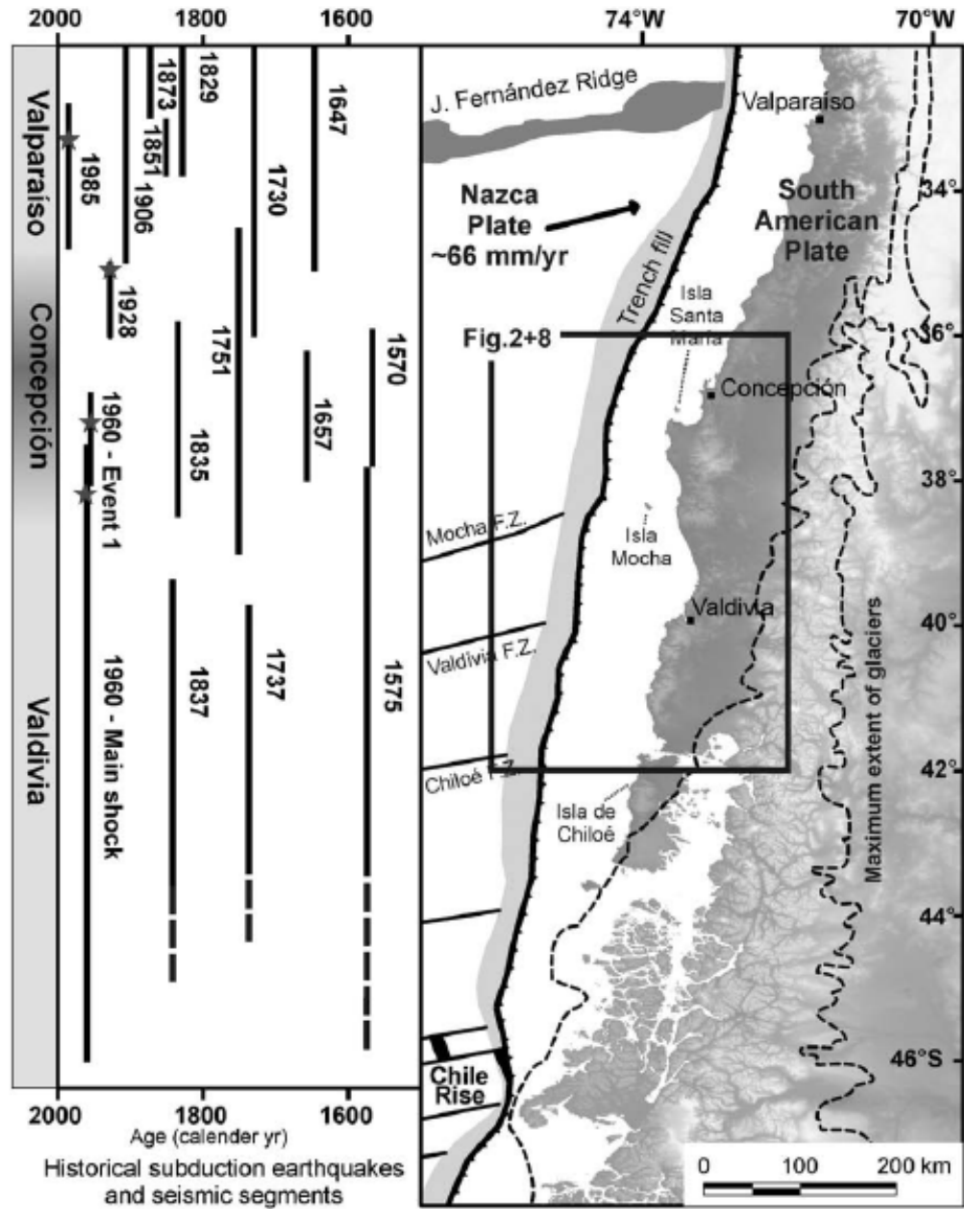 2000 1800 1600
74°W 70°W
Valparaíso
Concepción
Valdivia
1985
1928
1960 - Event 1
1960 - Main shock
1906
1851
1873
1829
1835
1837
1751
1730
1737
1647
1657
1570
1575
2000 1800 1600
Age (calender yr)
Historical subduction earthquakes
and seismic segments
J. Fernández Ridge
Valparaiso
Nazca
Plate
~66 mm/yr
South
American
Plate
34°
Trench fill
Isla
Santa
María
Fig.2+8
36°
Concepción
38°
Mocha F.Z.
Isla
Mocha
Valdivia
40°
Valdivia F.Z.
Chiloé F.Z.
42°
Isla de
Chiloé
Maximum extent of glaciers
44°
46°S
Chile
Rise
0 100 200 km